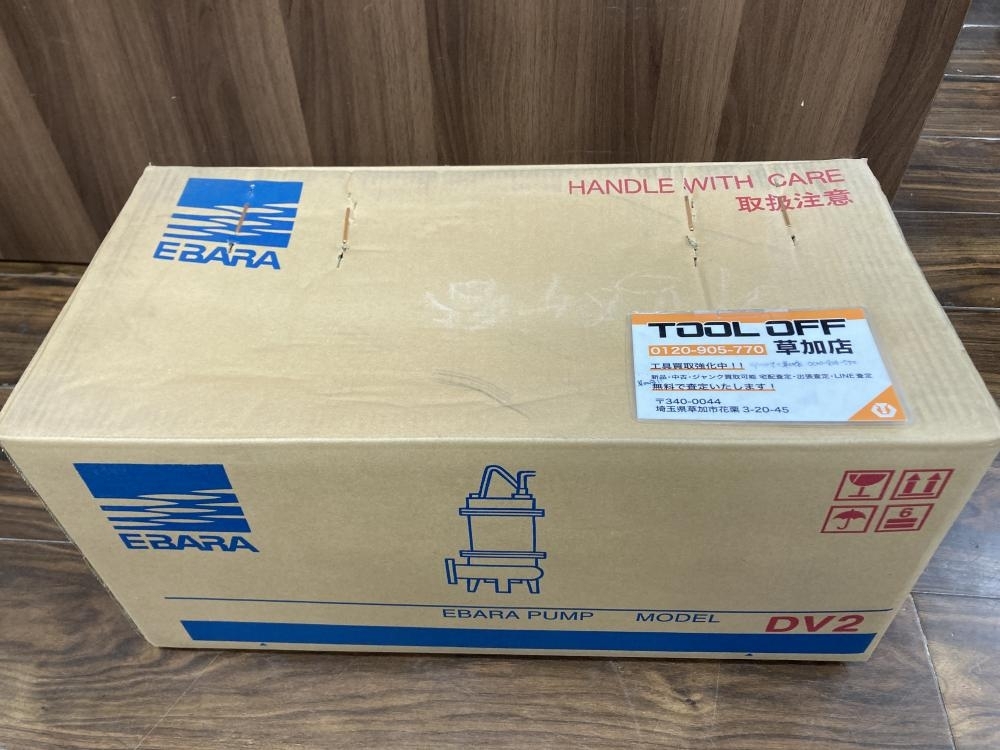 EBARA
HANDLE WITH CARE
取扱注意
TOOL OFF
0120-905-770 草加店
工具買取強化中！！
新品・中古・ジャンク買取可能 宅配査定・出張査定・LINE査定
無料で査定いたします！
〒340-0044
埼玉県草加市花栗 3-20-45
EBARA
6
EBARA PUMP MODEL DV2